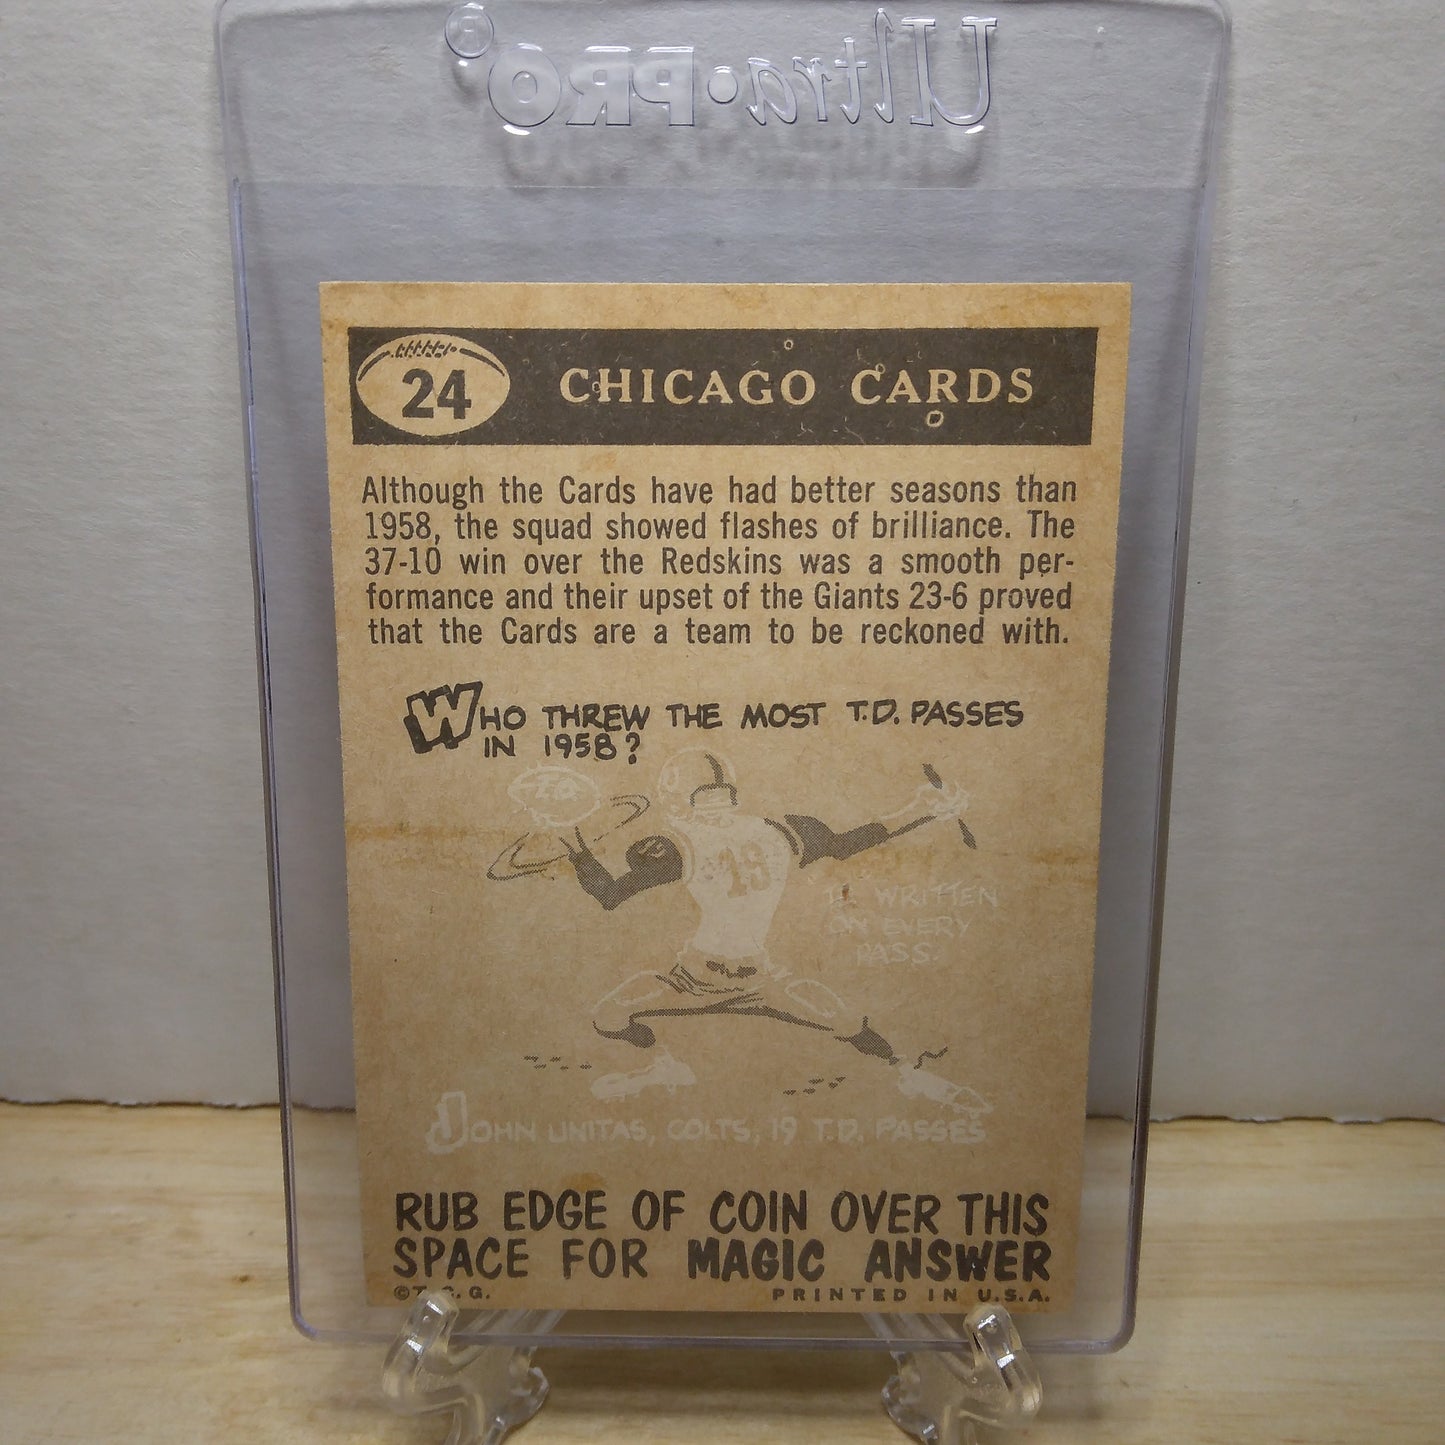 Ultra•PRO®
24 CHICAGO CARDS
Although the Cards have had better seasons than
1958, the squad showed flashes of brilliance. The
37-10 win over the Redskins was a smooth per-
formance and their upset of the Giants 23-6 proved
that the Cards are a team to be reckoned with.
WHO THREW THE MOST T.D. PASSES
IN 1958?
19
WRITTEN
ON EVERY
PASS.
JOHN UNITAS, COLTS, 19 T.D. PASSES
RUB EDGE OF COIN OVER THIS
SPACE FOR MAGIC ANSWER
©T.C.G. PRINTED IN U.S.A.